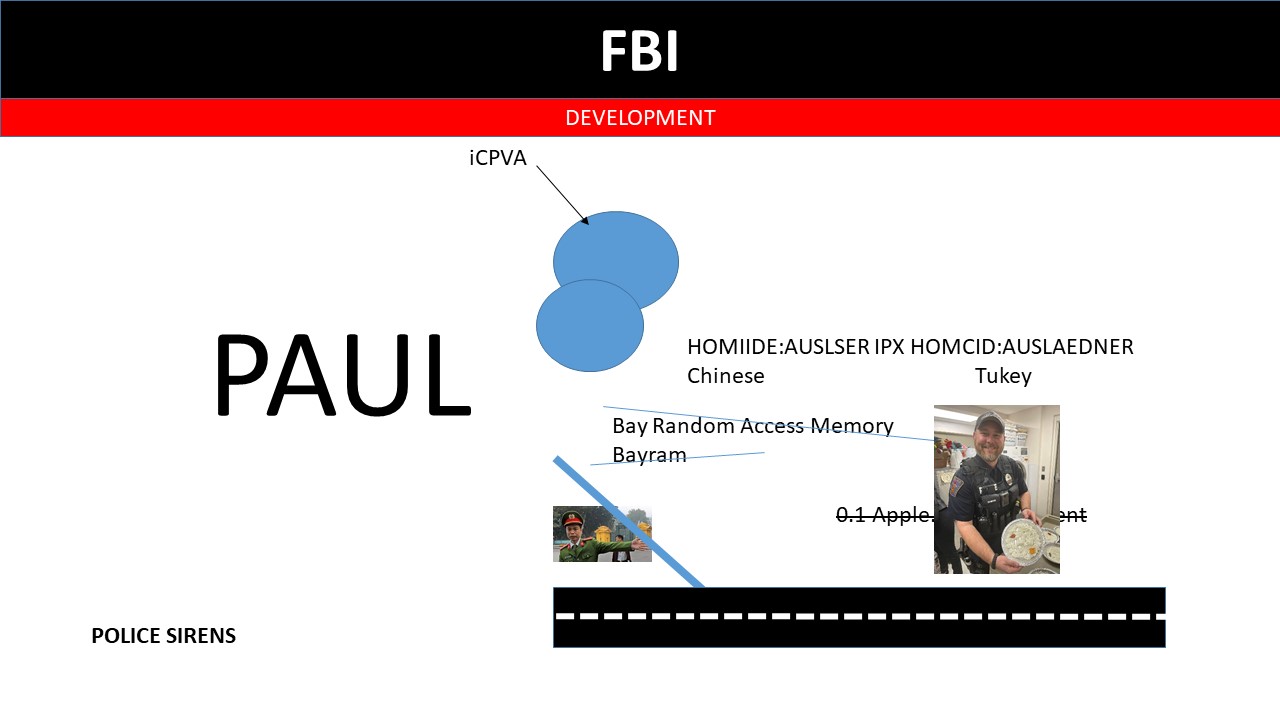 FBI
DEVELOPMENT
iCPVA
PAUL
HOMIIDE:AUSLSER IPX HOMCID:AUSLAEDNER
Chinese Tukey
Bay Random Access Memory
Bayram
0.1 Apple. ent
POLICE SIRENS